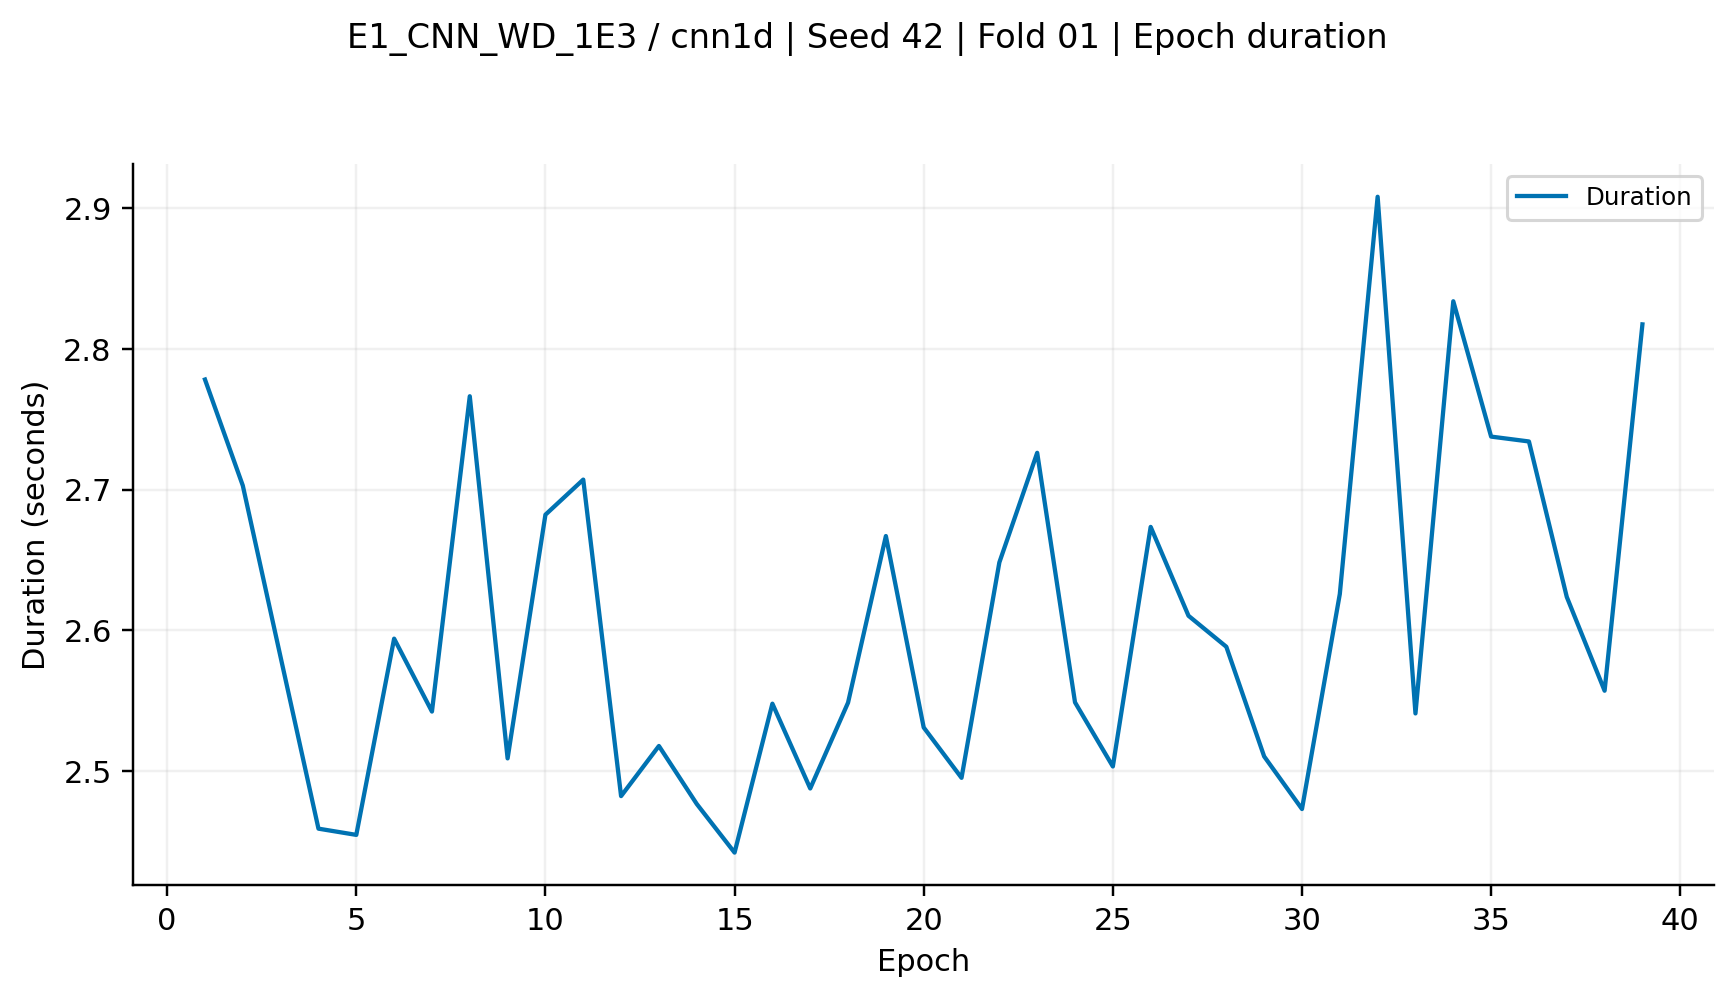 E1_CNN_WD_1E3 / cnn1d | Seed 42 | Fold 01 | Epoch duration
Duration
2.9
2.8
2.7
2.6
2.5
Duration (seconds)
0 5 10 15 20 25 30 35 40
Epoch